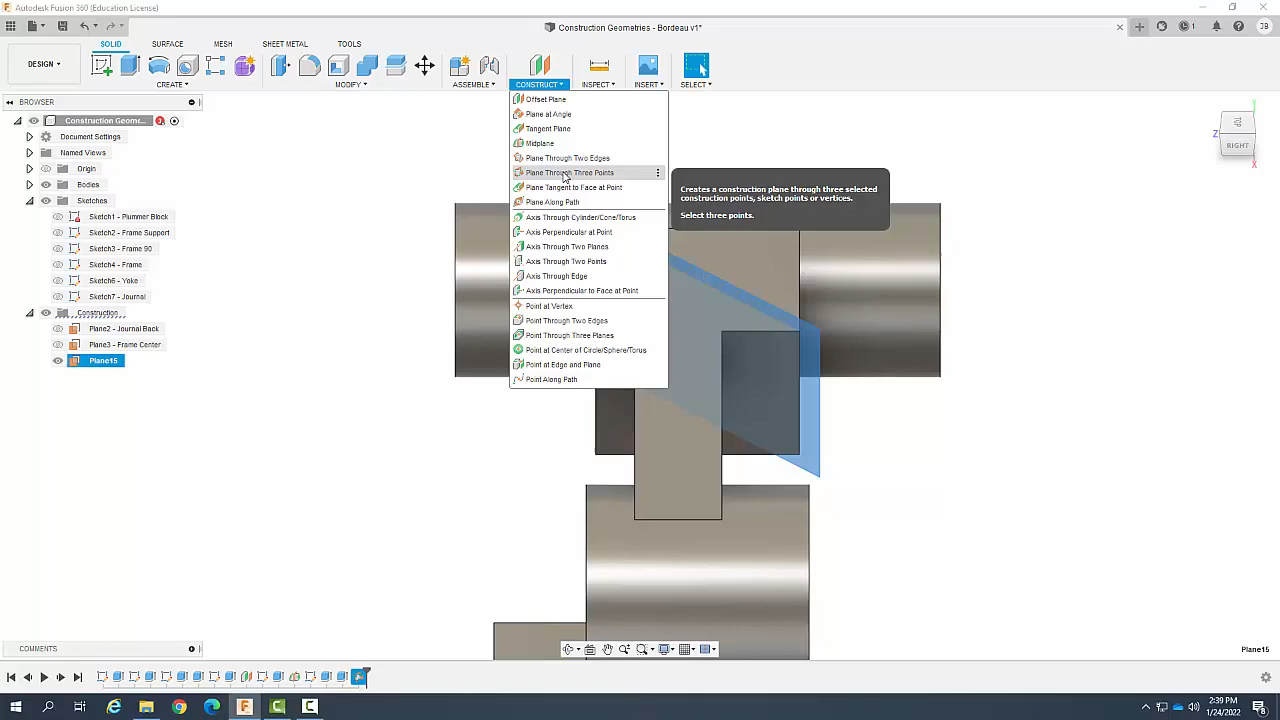 Autodesk Fusion 360 (Education License)
Construction Geometries - Bordeau v1*
1
JB
DESIGN
SOLID
SURFACE
MESH
SHEET METAL
TOOLS
CREATE
MODIFY
ASSEMBLE
CONSTRUCT
INSPECT
INSERT
SELECT
BROWSER
Construction Geome...
Document Settings
Named Views
Origin
Bodies
Sketches
Sketch1 - Plummer Block
Sketch2 - Frame Support
Sketch3 - Frame 90
Sketch4 - Frame
Sketch6 - Yoke
Sketch7 - Journal
Construction
Plane2 - Journal Back
Plane3 - Frame Center
Plane15
Offset Plane
Plane at Angle
Tangent Plane
Midplane
Plane Through Two Edges
Plane Through Three Points
Plane Tangent to Face at Point
Plane Along Path
Axis Through Cylinder/Cone/Torus
Axis Perpendicular at Point
Axis Through Two Planes
Axis Through Two Points
Axis Through Edge
Axis Perpendicular to Face at Point
Point at Vertex
Point Through Two Edges
Point Through Three Planes
Point at Center of Circle/Sphere/Torus
Point at Edge and Plane
Point Along Path
Creates a construction plane through three selected
construction points, sketch points or vertices.
Select three points.
Y
Z
RIGHT
X
COMMENTS
Plane15
2:39 PM
1/24/2022